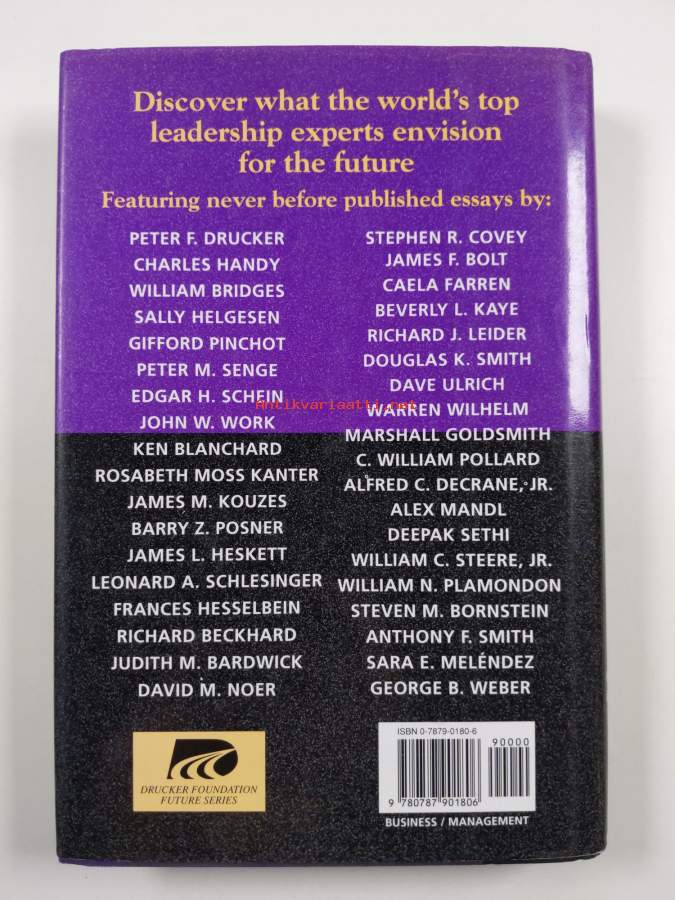 Discover what the world's top
leadership experts envision
for the future
Featuring never before published essays by:
PETER F. DRUCKER
CHARLES HANDY
WILLIAM BRIDGES
SALLY HELGESEN
GIFFORD PINCHOT
PETER M. SENGE
EDGAR H. SCHEIN
JOHN W. WORK
KEN BLANCHARD
ROSABETH MOSS KANTER
JAMES M. KOUZES
BARRY Z. POSNER
JAMES L. HESKETT
LEONARD A. SCHLESINGER
FRANCES HESSELBEIN
RICHARD BECKHARD
JUDITH M. BARDWICK
DAVID M. NOER
STEPHEN R. COVEY
JAMES F. BOLT
CAELA FARREN
BEVERLY L. KAYE
RICHARD J. LEIDER
DOUGLAS K. SMITH
DAVE ULRICH
WARREN WILHELM
MARSHALL GOLDSMITH
C. WILLIAM POLLARD
ALFRED C. DECRANE, JR.
ALEX MANDL
DEEPAK SETHI
WILLIAM C. STEERE, JR.
WILLIAM N. PLAMONDON
STEVEN M. BORNSTEIN
ANTHONY F. SMITH
SARA E. MELÉNDEZ
GEORGE B. WEBER
Antikvariaatti.net
DRUCKER FOUNDATION
FUTURE SERIES
ISBN 0-7879-0180-6
90000
9 780787 901806
BUSINESS / MANAGEMENT